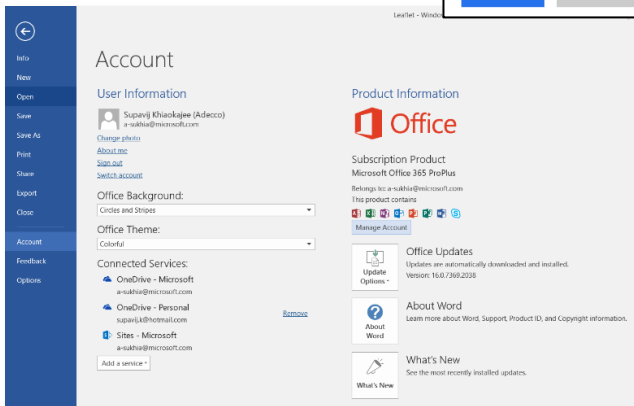 Leaflet - Window
Info
New
Open
Save
Save As
Print
Share
Export
Close
Account
Feedback
Options
Account
User Information
Supavij Khiaokajee (Adecco)
a-sukhia@microsoft.com
Change photo
About me
Sign out
Switch account
Office Background:
Circles and Stripes
Office Theme:
Colorful
Connected Services:
OneDrive - Microsoft
a-sukhia@microsoft.com
OneDrive - Personal
supavij.k@hotmail.com
Remove
Sites - Microsoft
a-sukhia@microsoft.com
Add a service
Product Information
Office
Subscription Product
Microsoft Office 365 ProPlus
Belongs to: a-sukhia@microsoft.com
This product contains
Manage Account
Update
Options
Office Updates
Updates are automatically downloaded and installed.
Version: 16.0.7369.2038
About
Word
About Word
Learn more about Word, Support, Product ID, and Copyright information.
What's New
What's New
See the most recently installed updates.